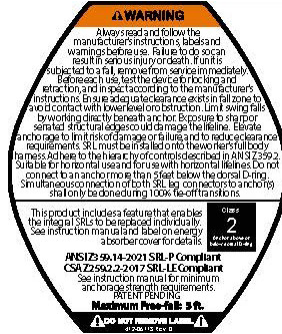 WARNING
Always read and follow the
manufacturer's instructions, labels and
warnings before use. Failure to do so can
result in serious injury or death. If unit is
subjected to a fall, remove from service immediately.
Before each use, test the device for locking and
retraction, and inspect according to the manufacturer's
instructions. Ensure adequate clearance exists in fall zone to
avoid contact with lower level or obstruction. Limit swing falls
by working directly beneath anchor. Exposure to sharp or
serrated structural edges could damage the lifeline. Elevate
anchorage to limit risk of damage or failure, and to reduce clearance
requirements. SRL must be installed onto the worker's full body
harness. Adhere to the hierarchy of controls described in ANSI Z359.2.
Suitable for horizontal use and for use with horizontal lifelines. Do not
connect to an anchor more than 5 feet below the dorsal D-ring.
Simultaneous connection of both SRL leg connectors to anchor(s)
shall only be done during 100% tie-off transitions.
This product includes a feature that enables
the integral SRLs to be replaced individually.
See instruction manual and label on energy
absorber cover for details.
Class
2
Anchor above or
below dorsal D-ring
ANSI Z359.14-2021 SRL-P Compliant
CSA Z259.2.2-2017 SRL-LE Compliant
See instruction manual for minimum
anchorage strength requirements.
PATENT PENDING
Maximum Free-fall: 5 ft.
DO NOT REMOVE LABEL